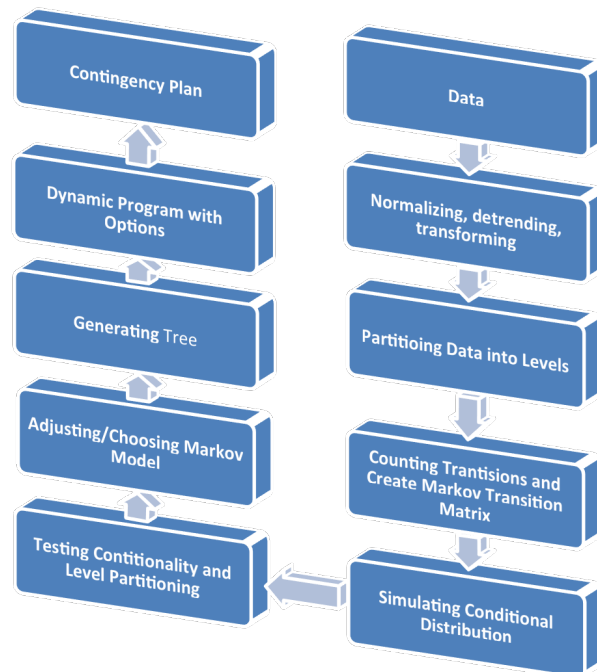 Data
Normalizing, detrending,
transforming
Partitioing Data into Levels
Counting Trantisions and
Create Markov Transition
Matrix
Simulating Conditional
Distribution
Testing Contitionality and
Level Partitioning
Adjusting/Choosing Markov
Model
Generating Tree
Dynamic Program with
Options
Contingency Plan